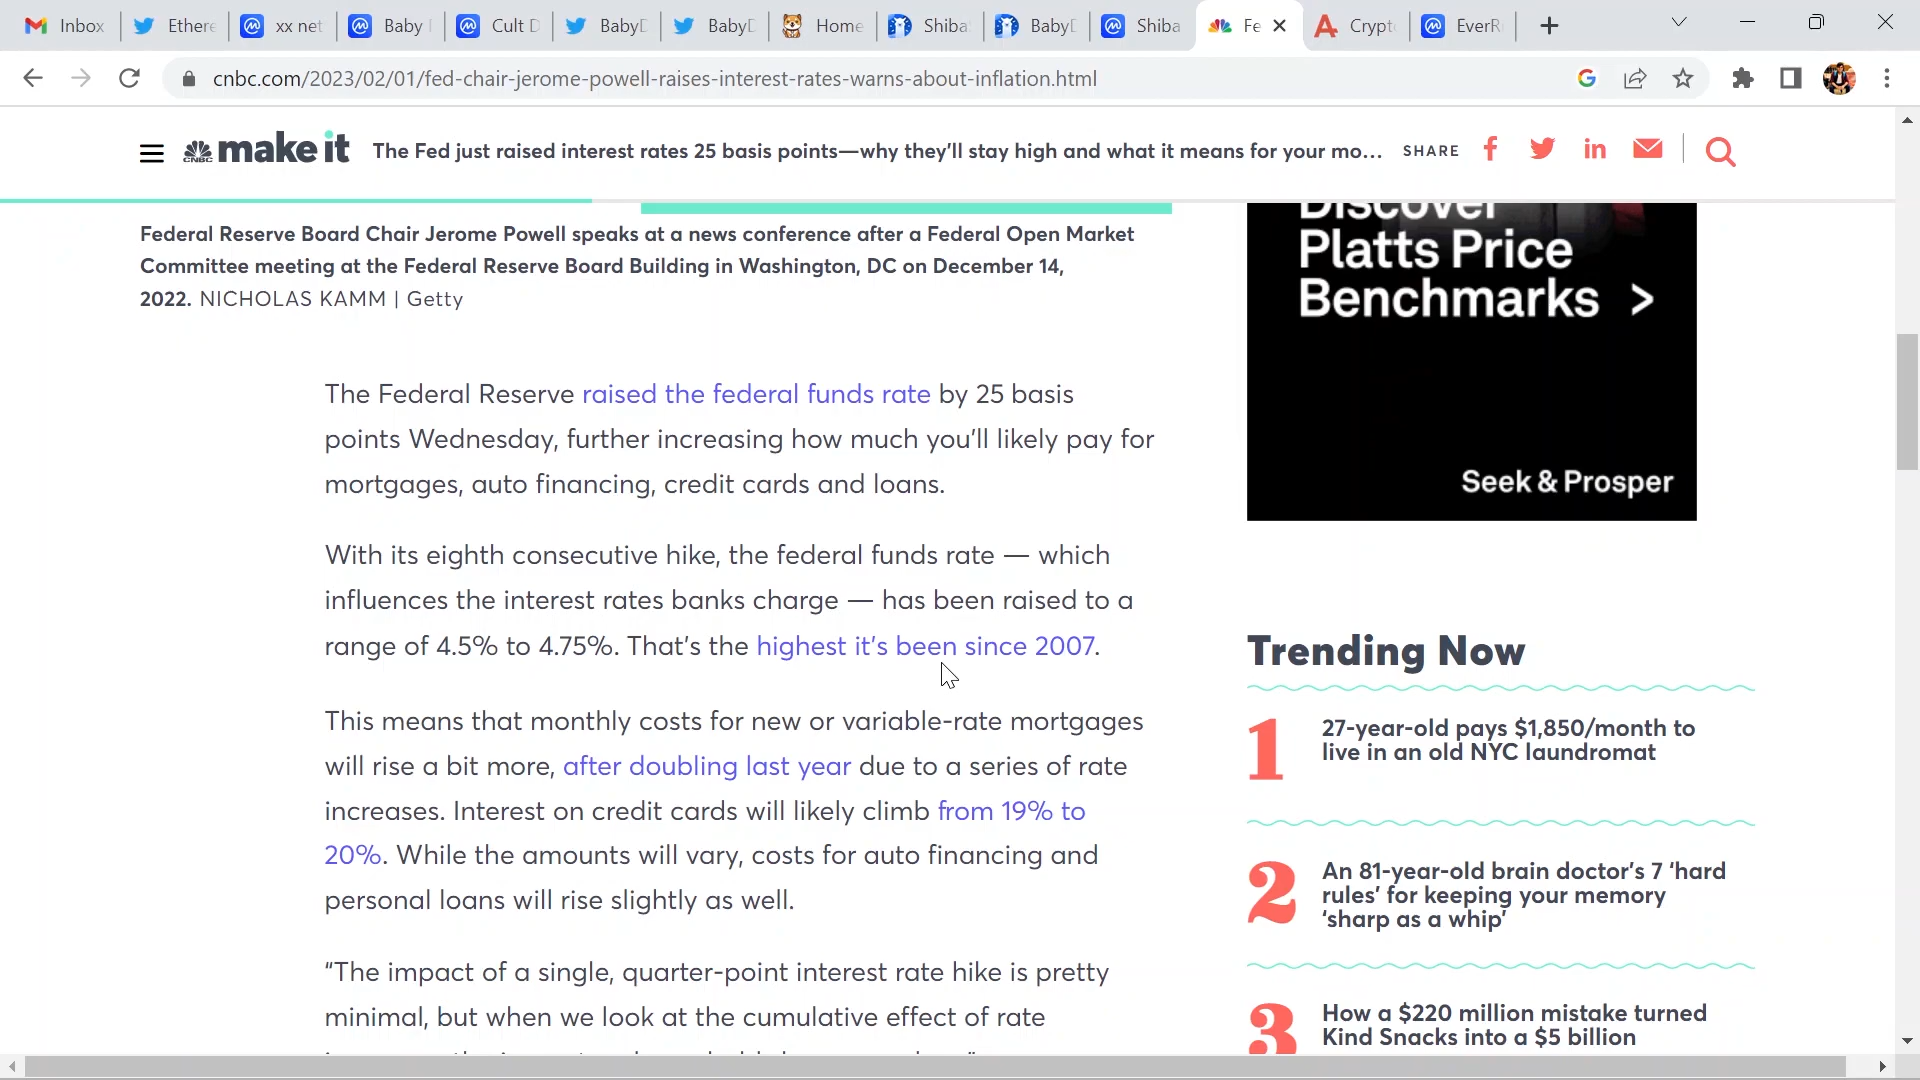 Inbox
Ethere
xx net
Baby
Cult D
BabyD
BabyD
Home
Shiba
BabyD
Shiba
Fe
Crypt
EverR
cnbc.com/2023/02/01/fed-chair-jerome-powell-raises-interest-rates-warns-about-inflation.html
CNBC make it
The Fed just raised interest rates 25 basis points—why they'll stay high and what it means for your mo...
SHARE
Federal Reserve Board Chair Jerome Powell speaks at a news conference after a Federal Open Market
Committee meeting at the Federal Reserve Board Building in Washington, DC on December 14,
2022. NICHOLAS KAMM | Getty
The Federal Reserve raised the federal funds rate by 25 basis
points Wednesday, further increasing how much you'll likely pay for
mortgages, auto financing, credit cards and loans.
With its eighth consecutive hike, the federal funds rate — which
influences the interest rates banks charge — has been raised to a
range of 4.5% to 4.75%. That's the highest it's been since 2007.
This means that monthly costs for new or variable-rate mortgages
will rise a bit more, after doubling last year due to a series of rate
increases. Interest on credit cards will likely climb from 19% to
20%. While the amounts will vary, costs for auto financing and
personal loans will rise slightly as well.
“The impact of a single, quarter-point interest rate hike is pretty
minimal, but when we look at the cumulative effect of rate
Discover
Platts Price
Benchmarks >
Seek & Prosper
Trending Now
1
27-year-old pays $1,850/month to
live in an old NYC laundromat
2
An 81-year-old brain doctor's 7 ‘hard
rules’ for keeping your memory
‘sharp as a whip’
3
How a $220 million mistake turned
Kind Snacks into a $5 billion